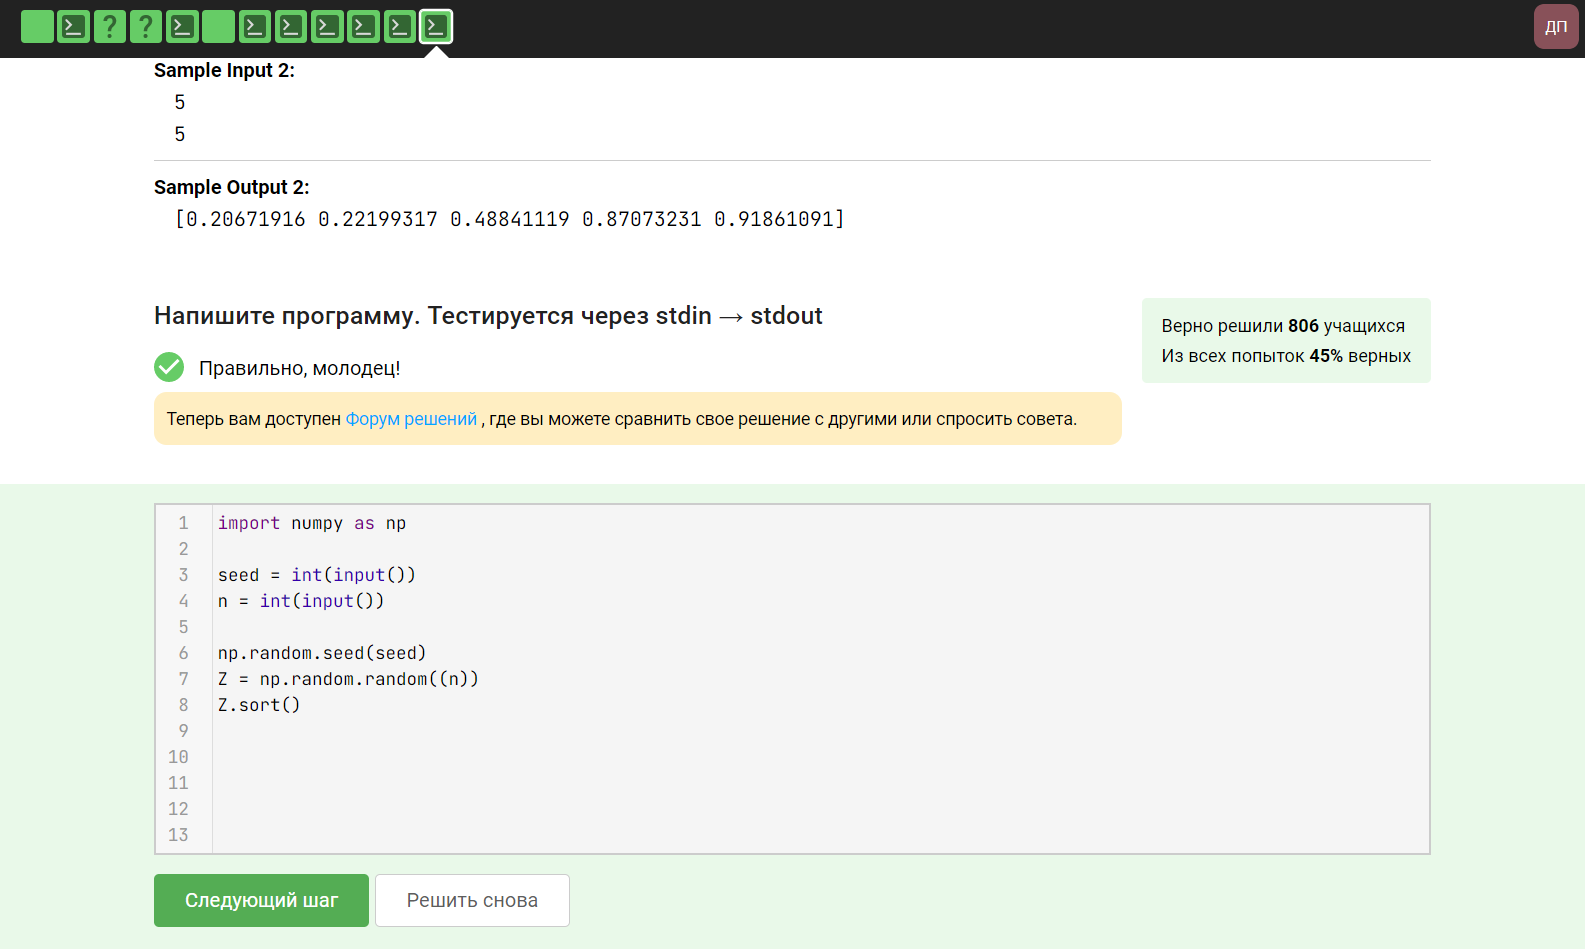 ДП
Sample Input 2:
5
5
Sample Output 2:
[0.20671916 0.22199317 0.48841119 0.87073231 0.91861091]
Напишите программу. Тестируется через stdin → stdout
Верно решили 806 учащихся
Из всех попыток 45% верных
Правильно, молодец!
Теперь вам доступен Форум решений , где вы можете сравнить свое решение с другими или спросить совета.
1 import numpy as np
2
3 seed = int(input())
4 n = int(input())
5
6 np.random.seed(seed)
7 Z = np.random.random((n))
8 Z.sort()
9
10
11
12
13
Следующий шаг
Решить снова